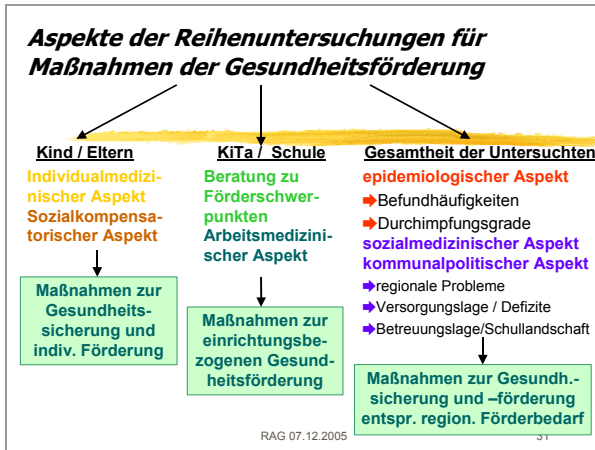 Aspekte der Reihenuntersuchungen für
Maßnahmen der Gesundheitsförderung
Kind / Eltern
Individualmedizi-
nischer Aspekt
Sozialkompensa-
torischer Aspekt
Maßnahmen zur
Gesundheits-
sicherung und
indiv. Förderung
KiTa / Schule
Beratung zu
Förderschwer-
punkten
Arbeitsmedizini-
scher Aspekt
Maßnahmen zur
einrichtungsbe-
zogenen Gesund-
heitsförderung
Gesamtheit der Untersuchten
epidemiologischer Aspekt
Befundhäufigkeiten
Durchimpfungsgrade
sozialmedizinischer Aspekt
kommunalpolitischer Aspekt
regionale Probleme
Versorgungslage / Defizite
Betreuungslage/Schullandschaft
Maßnahmen zur Gesundh.-
sicherung und –förderung
entspr. region. Förderbedarf
RAG 07.12.2005
31